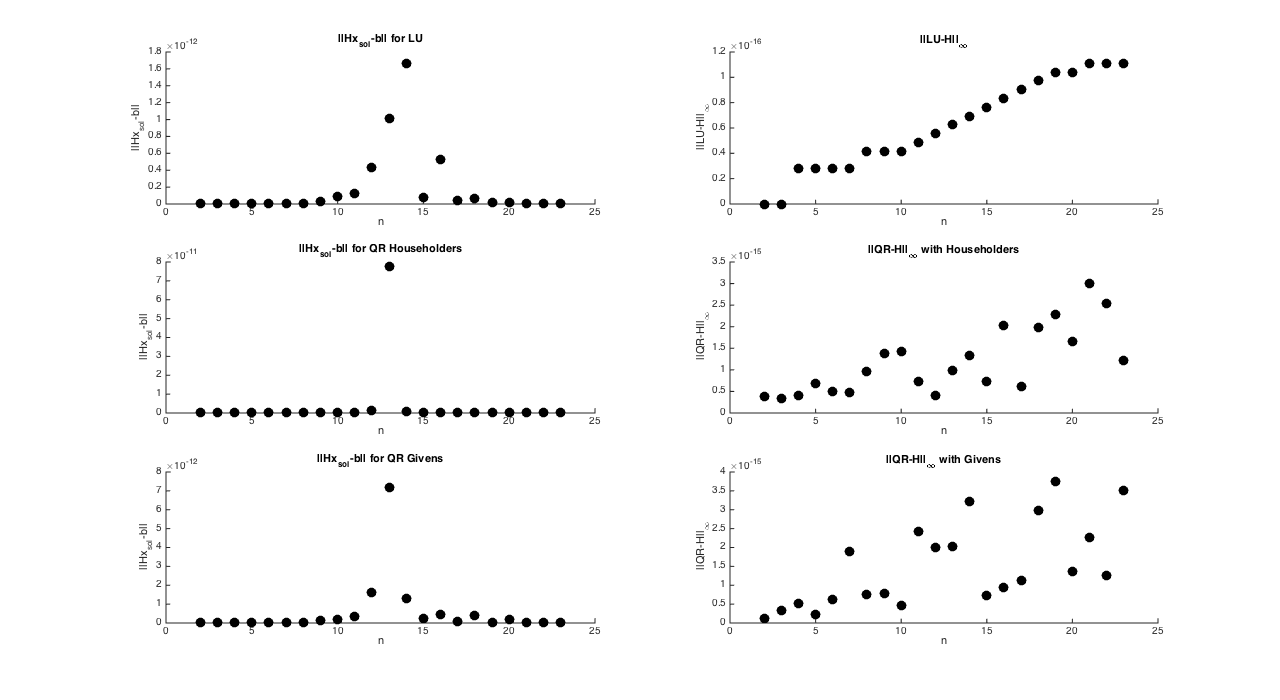 ||Hx_sol-b|| for LU
×10^-12
1.8
1.6
1.4
1.2
1
0.8
0.6
0.4
0.2
0
||Hx_sol-b||
0 5 10 15 20 25
n
||LU-H||_∞
×10^-16
1.2
1
0.8
0.6
0.4
0.2
0
||LU-H||_∞
0 5 10 15 20 25
n
||Hx_sol-b|| for QR Householders
×10^-11
8
7
6
5
4
3
2
1
0
||Hx_sol-b||
0 5 10 15 20 25
n
||QR-H||_∞ with Householders
×10^-15
3.5
3
2.5
2
1.5
1
0.5
0
||QR-H||_∞
0 5 10 15 20 25
n
||Hx_sol-b|| for QR Givens
×10^-12
8
7
6
5
4
3
2
1
0
||Hx_sol-b||
0 5 10 15 20 25
n
||QR-H||_∞ with Givens
×10^-15
4
3.5
3
2.5
2
1.5
1
0.5
0
||QR-H||_∞
0 5 10 15 20 25
n